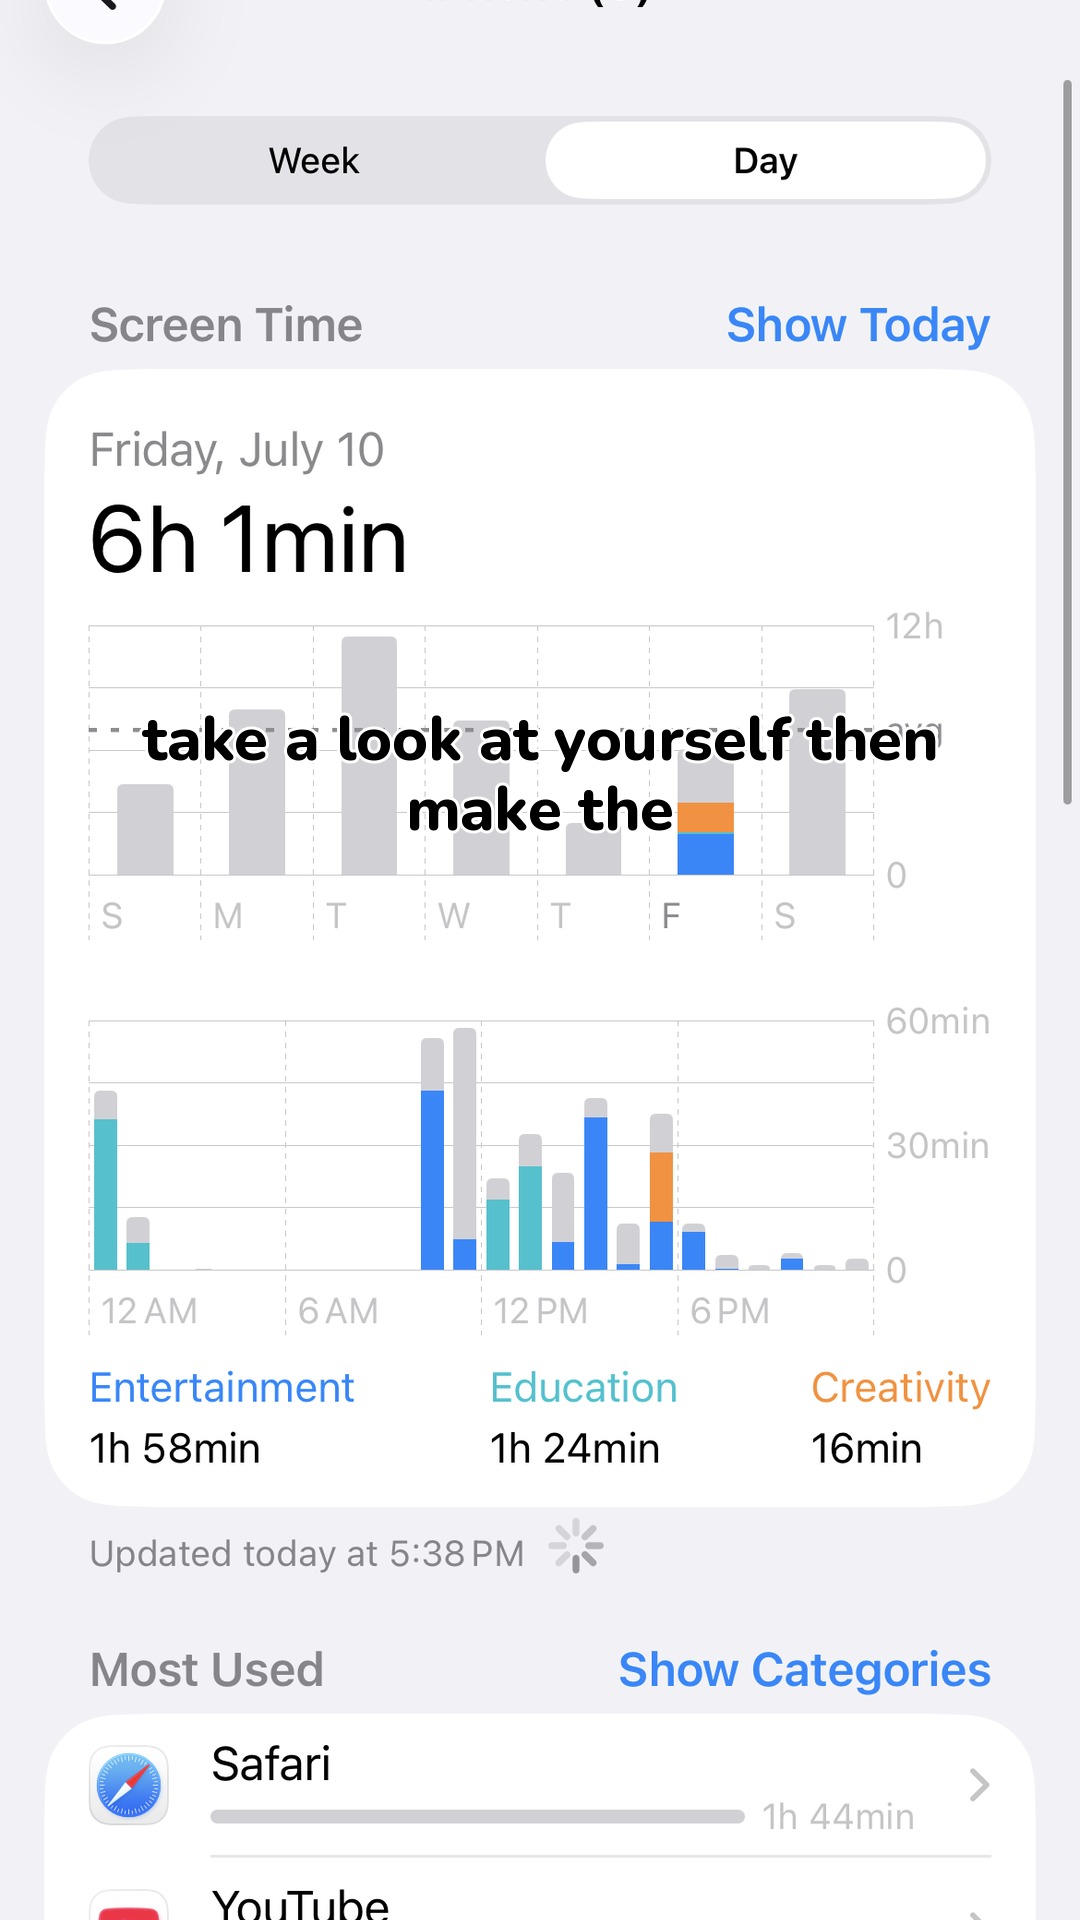 Week
Day
Screen Time
Show Today
Friday, July 10
6h 1min
12h
take a look at yourself then
make the
avg
0
S M T W T F S
60min
30min
0
12 AM 6 AM 12 PM 6 PM
Entertainment Education Creativity
1h 58min 1h 24min 16min
Updated today at 5:38 PM
Most Used
Show Categories
Safari
1h 44min
YouTube